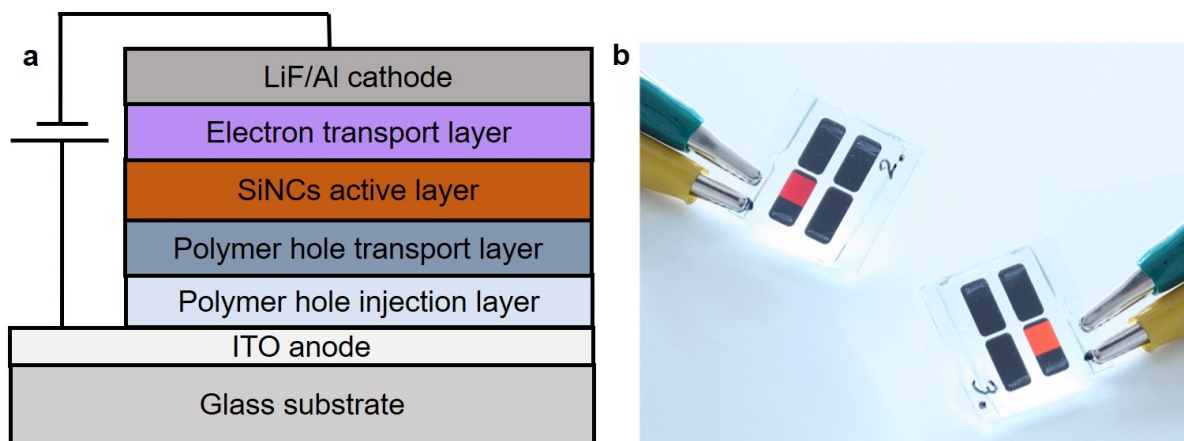 a
LiF/Al cathode
Electron transport layer
SiNCs active layer
Polymer hole transport layer
Polymer hole injection layer
ITO anode
Glass substrate
b
2.
3.